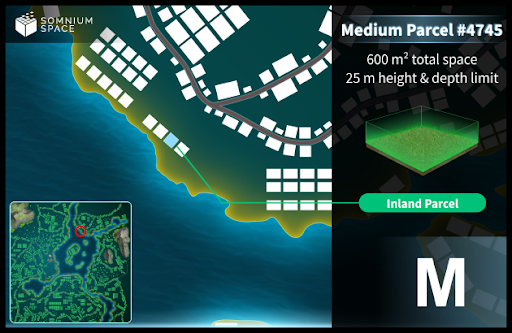 SOMNIUM
SPACE
Medium Parcel #4745
600 m² total space
25 m height & depth limit
Inland Parcel
M